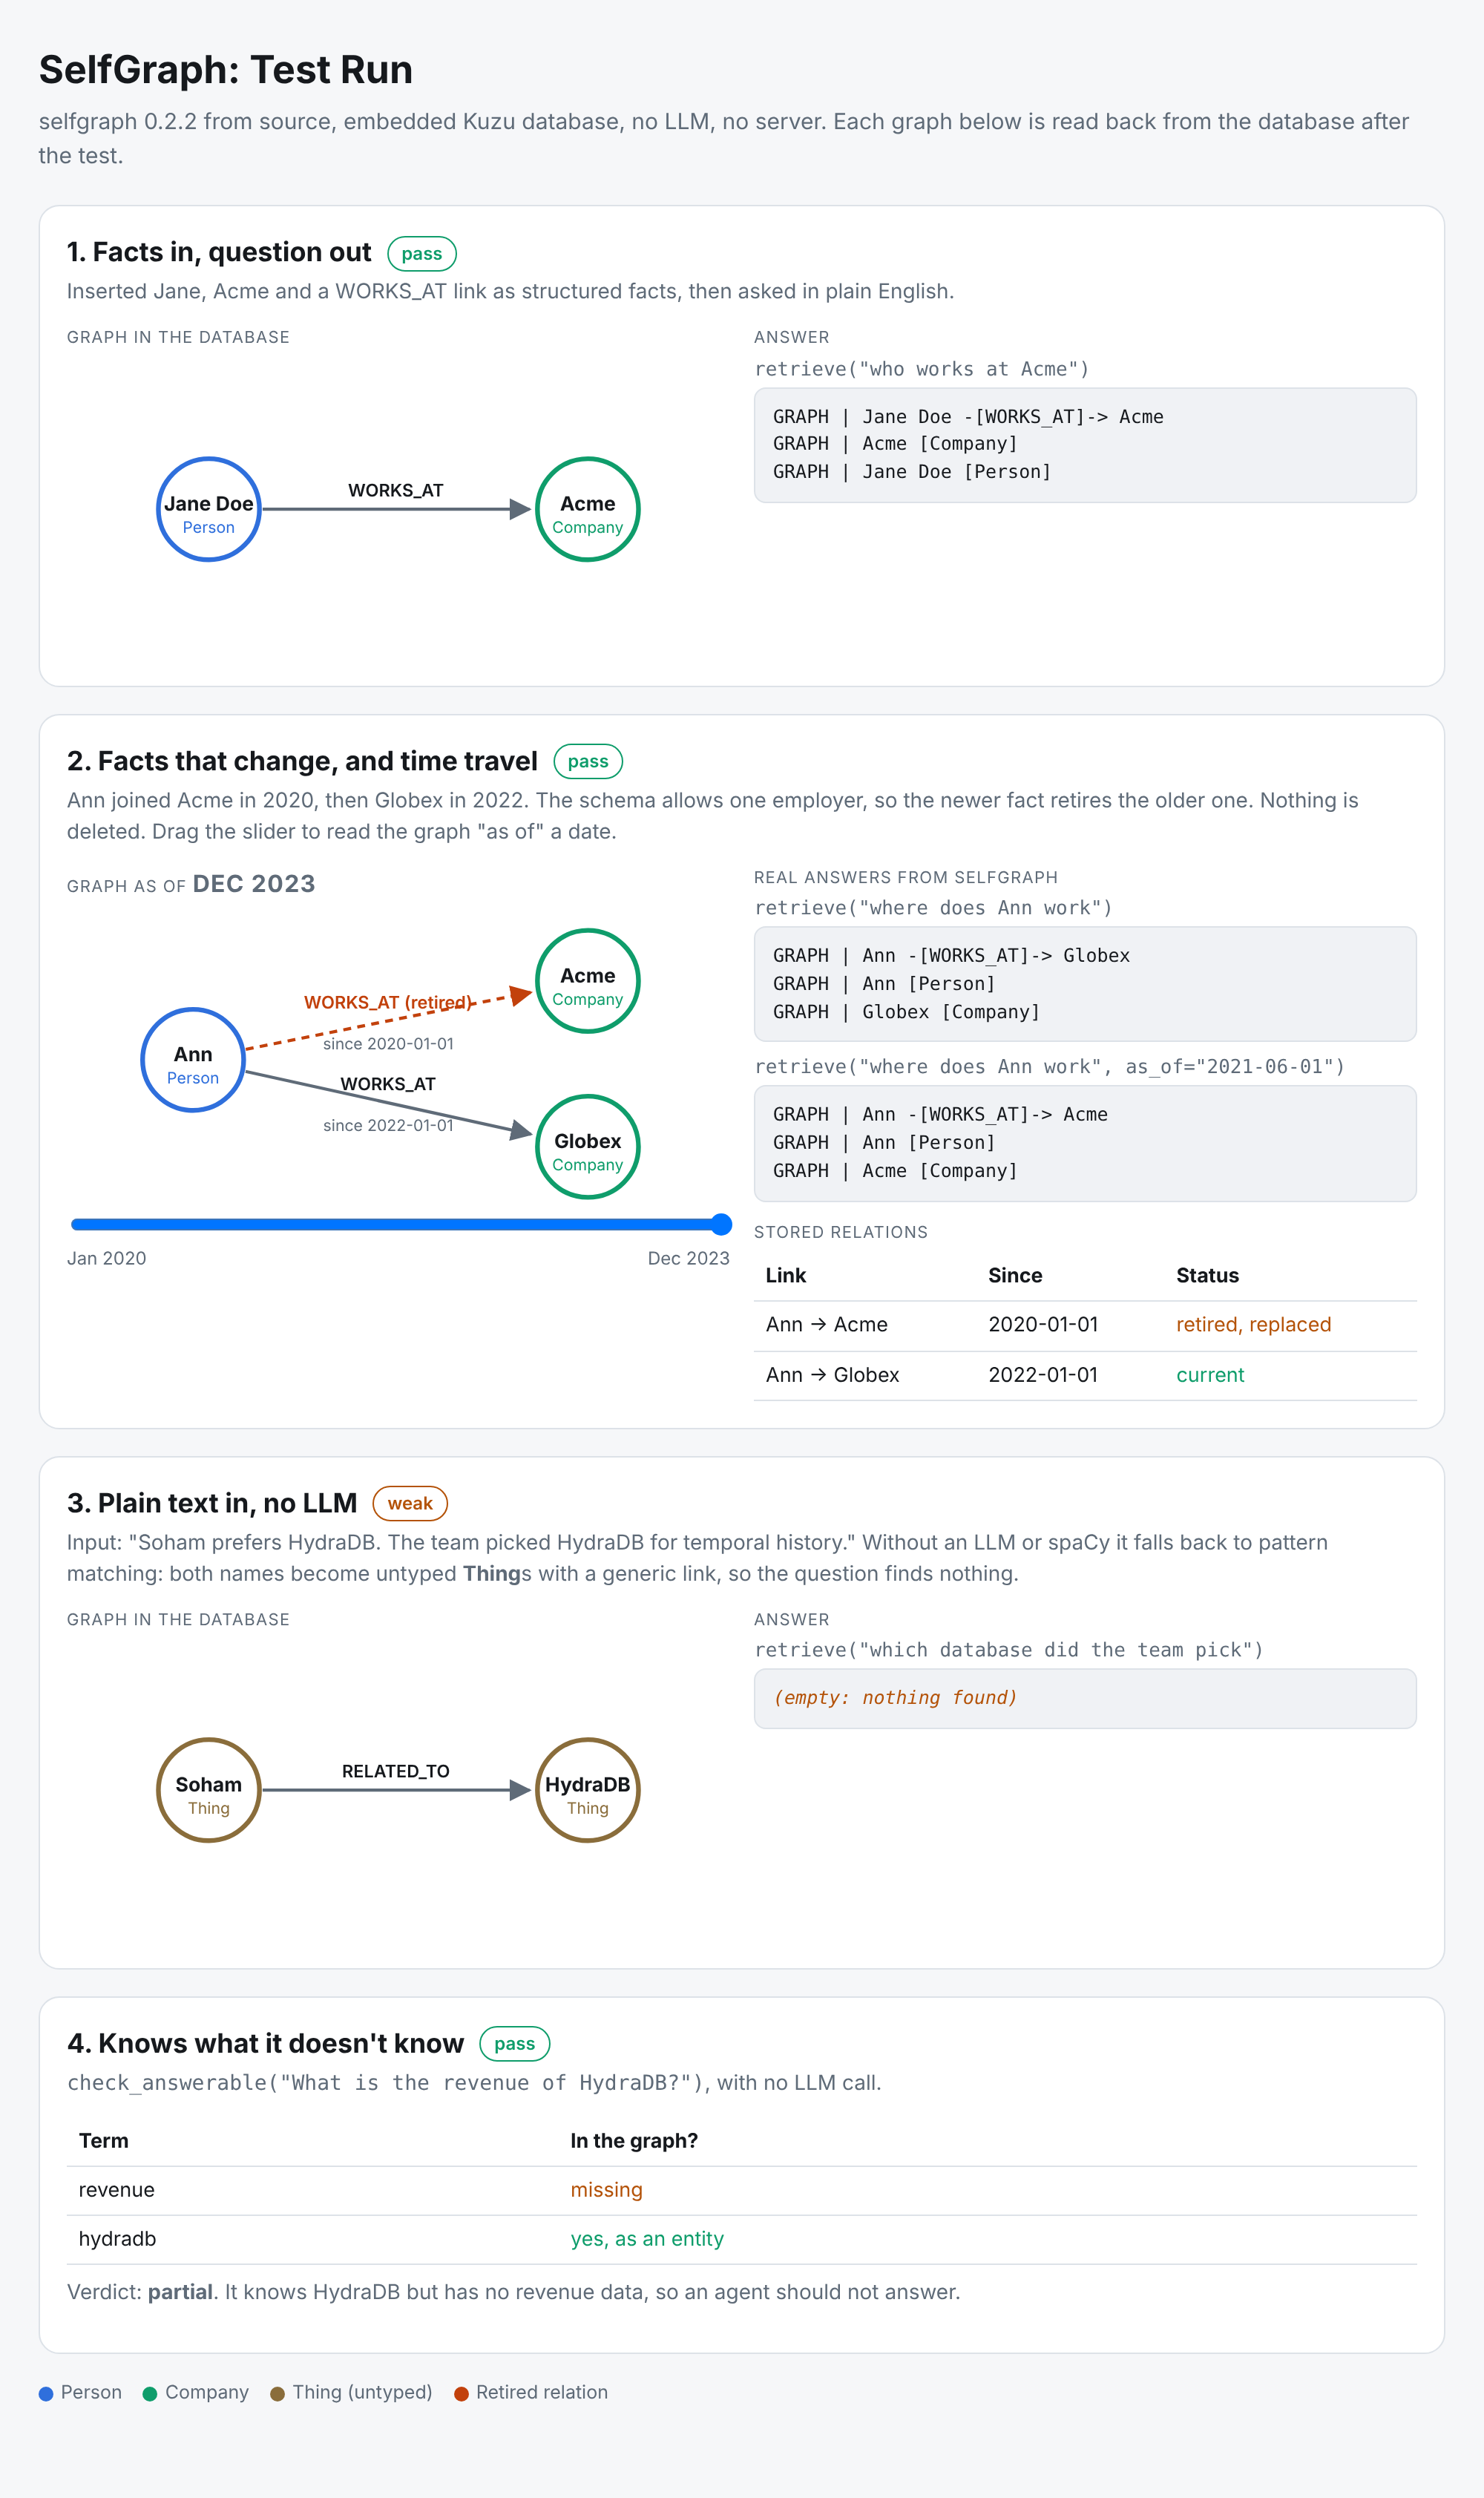 SelfGraph: Test Run
selfgraph 0.2.2 from source, embedded Kuzu database, no LLM, no server. Each graph below is read back from the database after
the test.
1. Facts in, question out pass
Inserted Jane, Acme and a WORKS_AT link as structured facts, then asked in plain English.
GRAPH IN THE DATABASE
Jane Doe
Person
WORKS_AT
Acme
Company
ANSWER
retrieve("who works at Acme")
GRAPH | Jane Doe -[WORKS_AT]-> Acme
GRAPH | Acme [Company]
GRAPH | Jane Doe [Person]
2. Facts that change, and time travel pass
Ann joined Acme in 2020, then Globex in 2022. The schema allows one employer, so the newer fact retires the older one. Nothing is
deleted. Drag the slider to read the graph "as of" a date.
GRAPH AS OF DEC 2023
Ann
Person
WORKS_AT (retired)
since 2020-01-01
Acme
Company
WORKS_AT
since 2022-01-01
Globex
Company
Jan 2020
Dec 2023
REAL ANSWERS FROM SELFGRAPH
retrieve("where does Ann work")
GRAPH | Ann -[WORKS_AT]-> Globex
GRAPH | Ann [Person]
GRAPH | Globex [Company]
retrieve("where does Ann work", as_of="2021-06-01")
GRAPH | Ann -[WORKS_AT]-> Acme
GRAPH | Ann [Person]
GRAPH | Acme [Company]
STORED RELATIONS
Link Since Status
Ann → Acme 2020-01-01 retired, replaced
Ann → Globex 2022-01-01 current
3. Plain text in, no LLM weak
Input: "Soham prefers HydraDB. The team picked HydraDB for temporal history." Without an LLM or spaCy it falls back to pattern
matching: both names become untyped Things with a generic link, so the question finds nothing.
GRAPH IN THE DATABASE
Soham
Thing
RELATED_TO
HydraDB
Thing
ANSWER
retrieve("which database did the team pick")
(empty: nothing found)
4. Knows what it doesn't know pass
check_answerable("What is the revenue of HydraDB?"), with no LLM call.
Term In the graph?
revenue missing
hydradb yes, as an entity
Verdict: partial. It knows HydraDB but has no revenue data, so an agent should not answer.
Person Company Thing (untyped) Retired relation